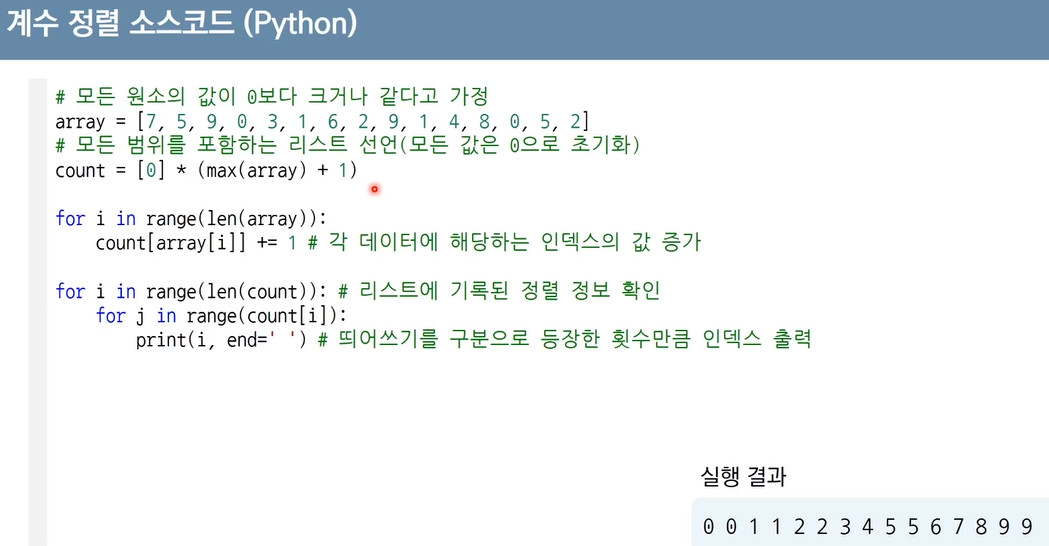 계수 정렬 소스코드 (Python)
# 모든 원소의 값이 0보다 크거나 같다고 가정
array = [7, 5, 9, 0, 3, 1, 6, 2, 9, 1, 4, 8, 0, 5, 2]
# 모든 범위를 포함하는 리스트 선언(모든 값은 0으로 초기화)
count = [0] * (max(array) + 1)
for i in range(len(array)):
    count[array[i]] += 1 # 각 데이터에 해당하는 인덱스의 값 증가
for i in range(len(count)): # 리스트에 기록된 정렬 정보 확인
    for j in range(count[i]):
        print(i, end=' ') # 띄어쓰기를 구분으로 등장한 횟수만큼 인덱스 출력
실행 결과
0 0 1 1 2 2 3 4 5 5 6 7 8 9 9